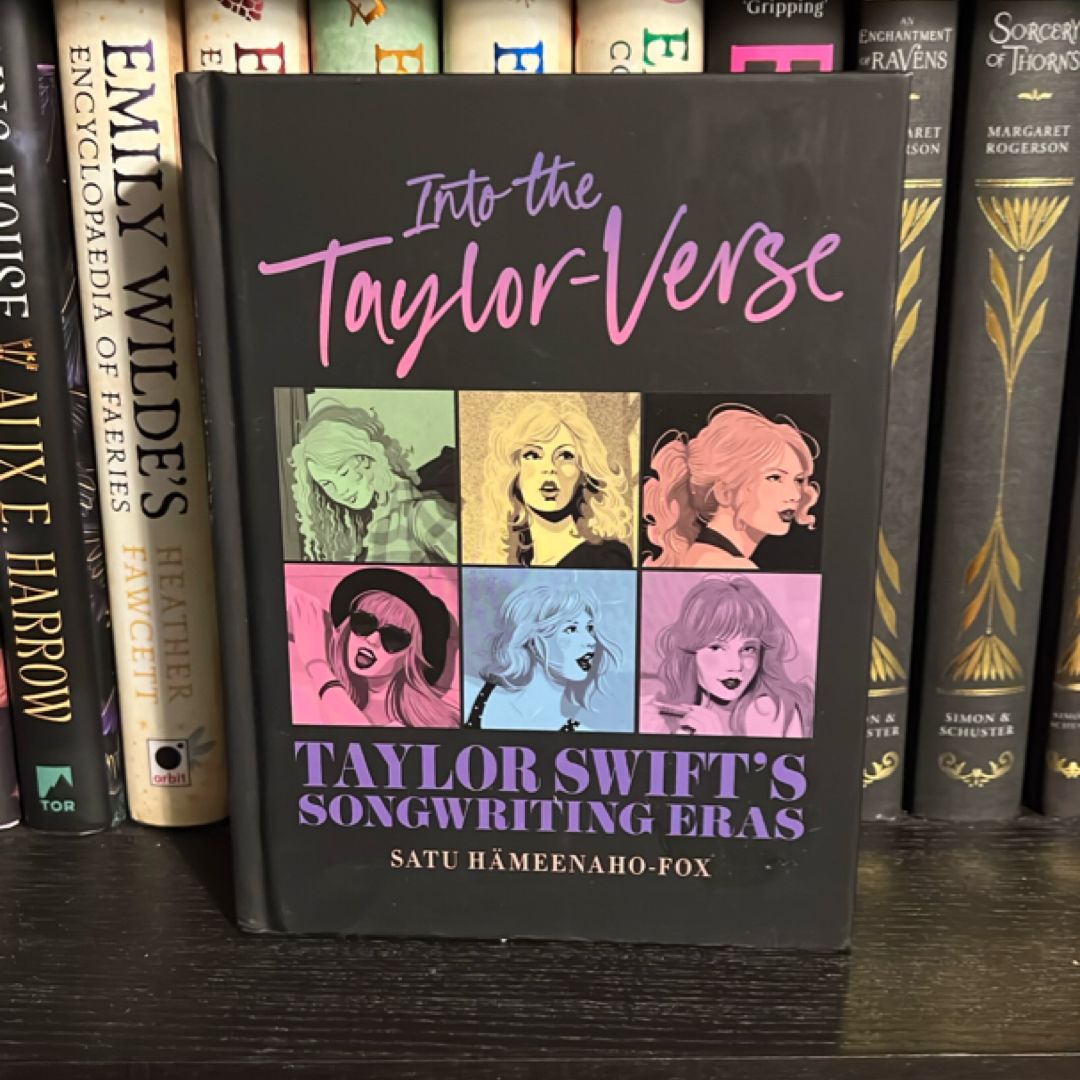 Into the
Taylor-Verse
TAYLOR SWIFT'S
SONGWRITING ERAS
SATU HÄMEENAHO-FOX
HOUSE
ALIX E. HARROW
TOR
EMILY WILDE'S
ENCYCLOPAEDIA OF FAERIES
HEATHER
FAWCETT
orbit
'Gripping'
AN
ENCHANTMENT
OF RAVENS
SORCERY
OF THORNS
MARGARET
ROGERSON
SIMON &
SCHUSTER